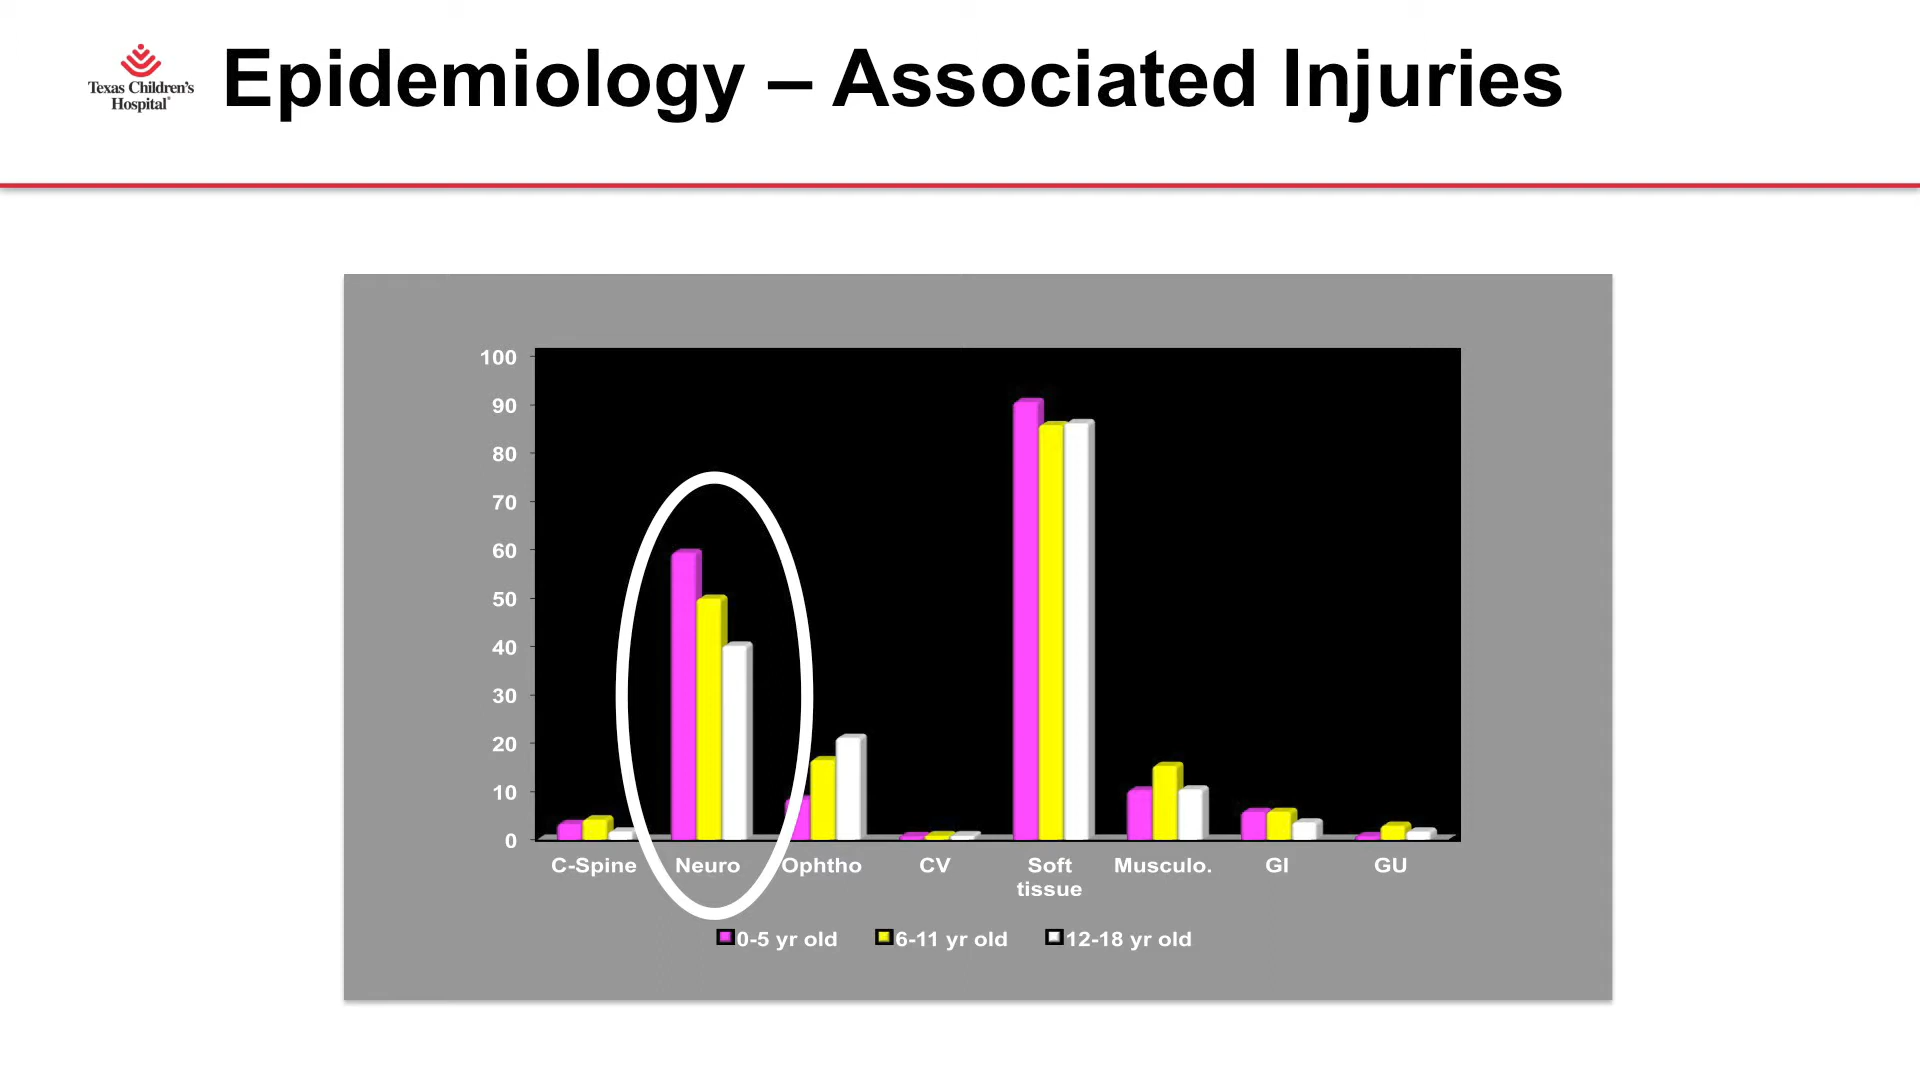 Texas Children's
Hospital®
Epidemiology – Associated Injuries
100
90
80
70
60
50
40
30
20
10
0
C-Spine Neuro Ophtho CV Soft tissue Musculo. GI GU
0-5 yr old 6-11 yr old 12-18 yr old